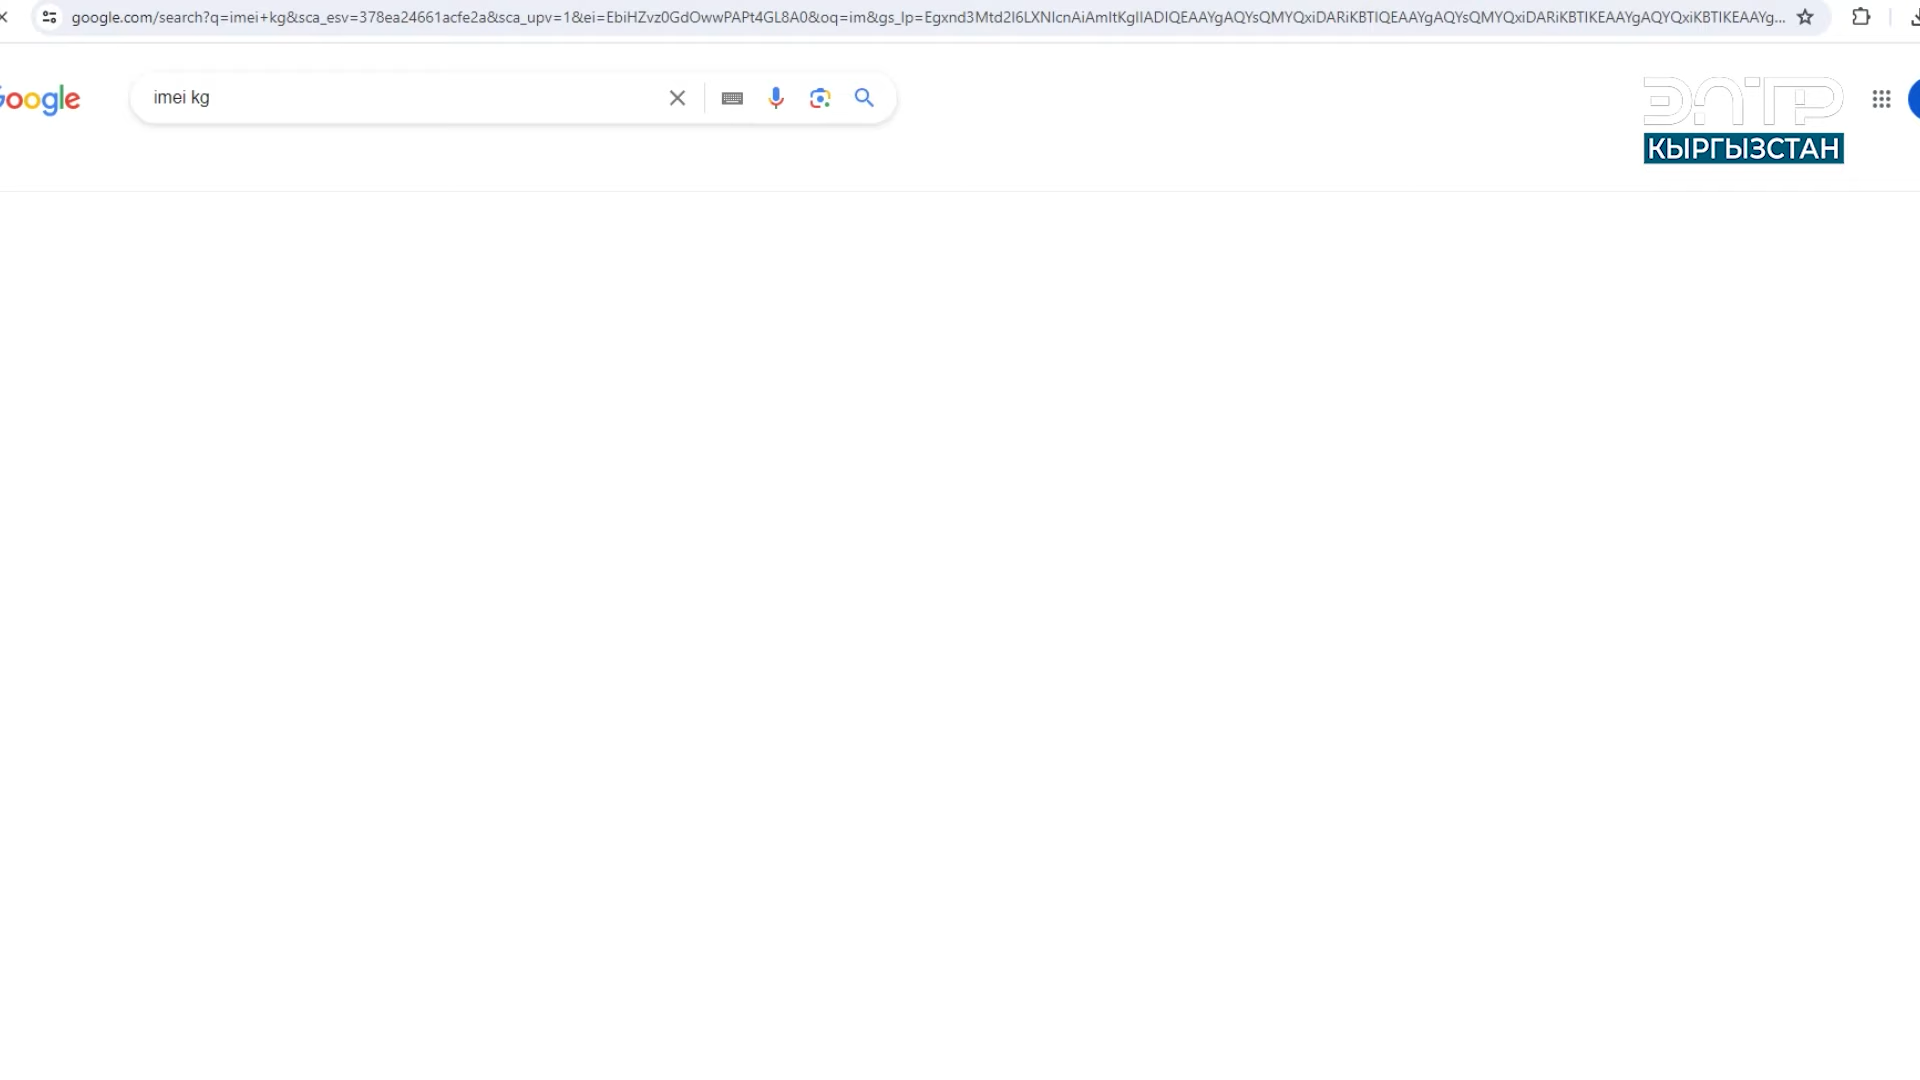 google.com/search?q=imei+kg&sca_esv=378ea24661acfe2a&sca_upv=1&ei=EbiHZvz0GdOwwPAPt4GL8A0&oq=im&gs_lp=Egxnd3Mtd2l6LXNlcnAiAmltKgIIADIQEAAYgAQYsQMYQxiDARiKBTIQEAAYgAQYsQMYQxiDARiKBTIKEAAYgAQYQxiKBTIKEAAYg...
Google
imei kg
ЭЛТР
КЫРГЫЗСТАН